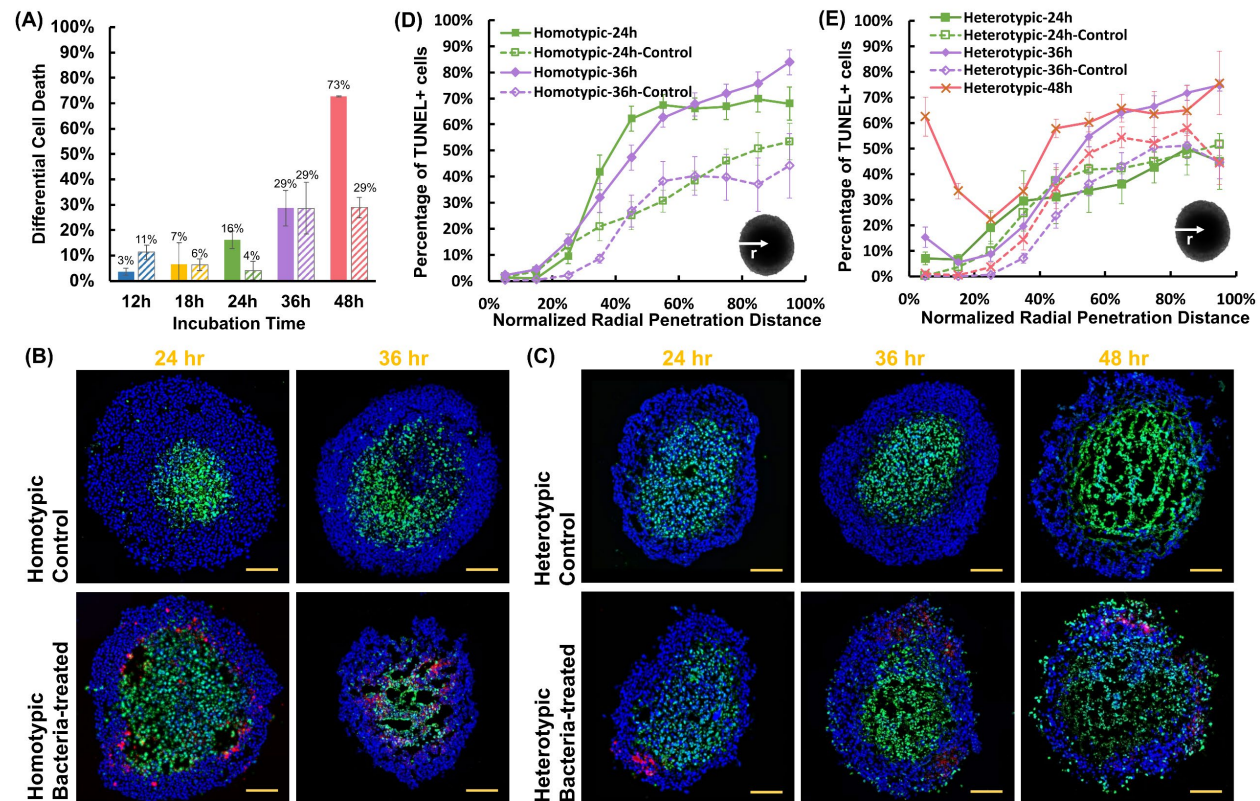 (A)
100%
90%
80%
70%
60%
50%
40%
30%
20%
10%
0%
Differential Cell Death
3%
11%
7%
6%
16%
4%
29%
29%
73%
29%
12h 18h 24h 36h 48h
Incubation Time
(D)
100%
90%
80%
70%
60%
50%
40%
30%
20%
10%
0%
Percentage of TUNEL+ cells
Homotypic-24h
Homotypic-24h-Control
Homotypic-36h
Homotypic-36h-Control
r
0% 20% 40% 60% 80% 100%
Normalized Radial Penetration Distance
(E)
100%
90%
80%
70%
60%
50%
40%
30%
20%
10%
0%
Percentage of TUNEL+ cells
Heterotypic-24h
Heterotypic-24h-Control
Heterotypic-36h
Heterotypic-36h-Control
Heterotypic-48h
r
0% 20% 40% 60% 80% 100%
Normalized Radial Penetration Distance
(B)
24 hr 36 hr
Homotypic
Control
Homotypic
Bacteria-treated
(C)
24 hr 36 hr 48 hr
Heterotypic
Control
Heterotypic
Bacteria-treated